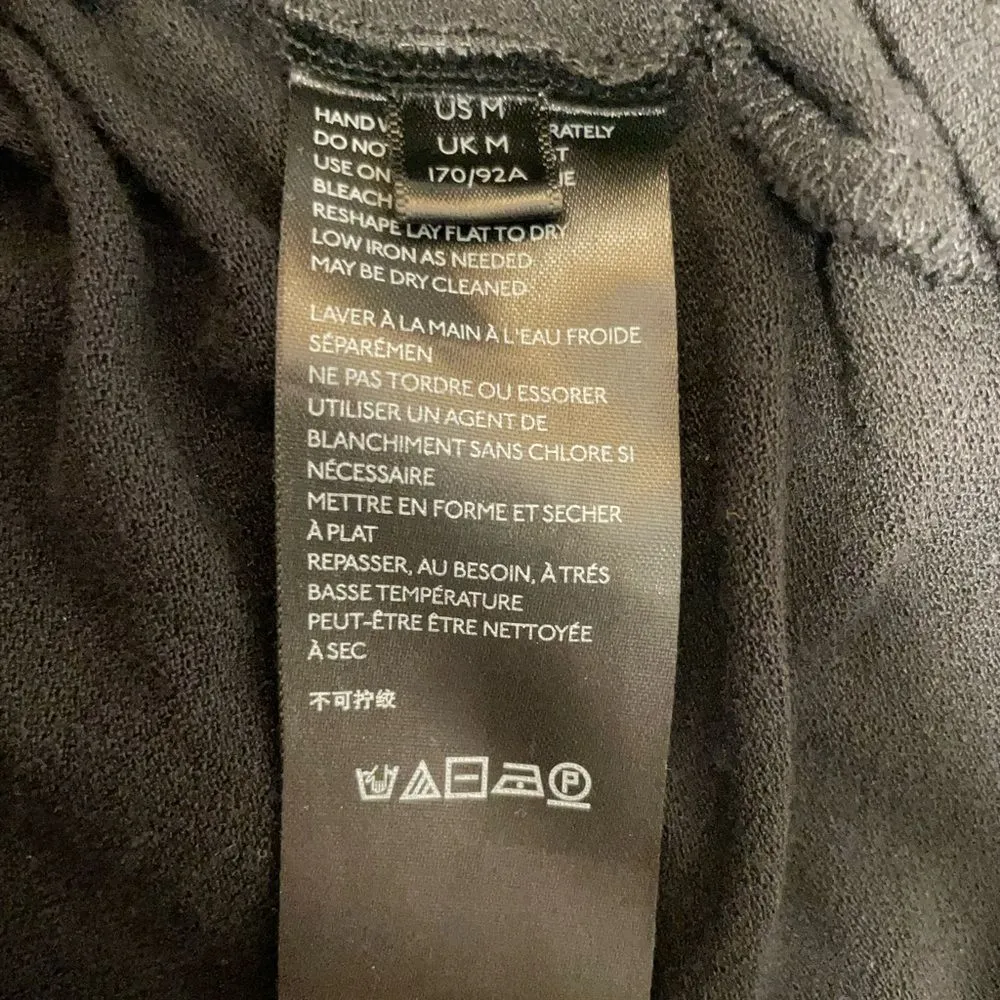 US M
UK M
170/92A
HAND
DO NO
USE ON
BLEACH
RESHAPE LAY FLAT TO DRY
LOW IRON AS NEEDED
MAY BE DRY CLEANED
LAVER À LA MAIN À L'EAU FROIDE
SÉPARÉMEN
NE PAS TORDRE OU ESSORER
UTILISER UN AGENT DE
BLANCHIMENT SANS CHLORE SI
NÉCESSAIRE
METTRE EN FORME ET SECHER
À PLAT
REPASSER, AU BESOIN, À TRÉS
BASSE TEMPÉRATURE
PEUT-ÊTRE ÊTRE NETTOYÉE
À SEC
不可拧绞
P